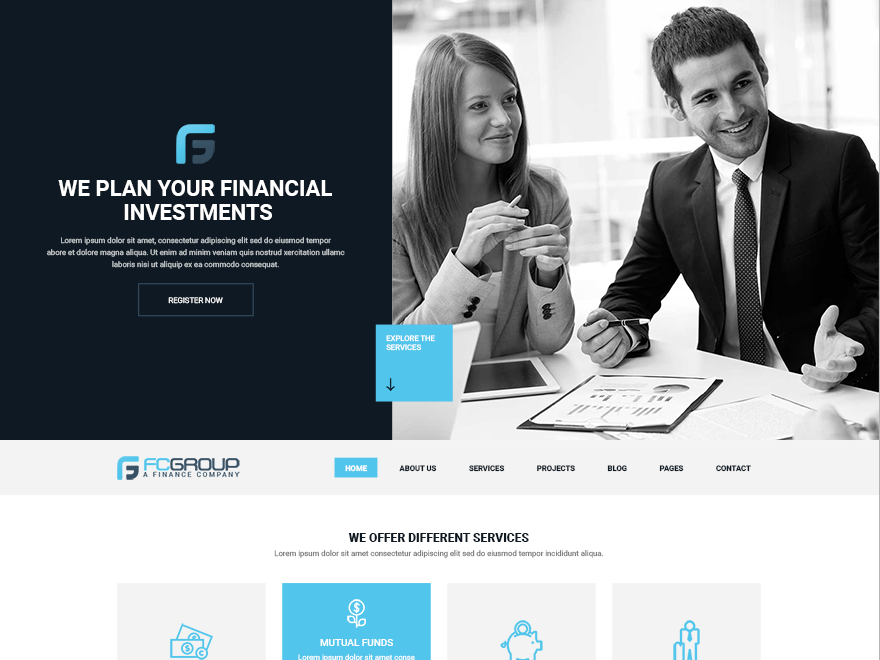 WE PLAN YOUR FINANCIAL
INVESTMENTS
Lorem ipsum dolor sit amet, consectetur adipiscing elit sed do eiusmod tempor
abore et dolore magna aliqua. Ut enim ad minim veniam quis nostrud xercitation ullamc
laboris nisi ut aliquip ex ea commodo consequat.
REGISTER NOW
EXPLORE THE
SERVICES
FCGROUP
A FINANCE COMPANY
HOME ABOUT US SERVICES PROJECTS BLOG PAGES CONTACT
WE OFFER DIFFERENT SERVICES
Lorem ipsum dolor sit amet consectetur adipiscing elit sed do eiusmod tempor incididunt aliqua.
MUTUAL FUNDS
Lorem ipsum dolor sit amet conse